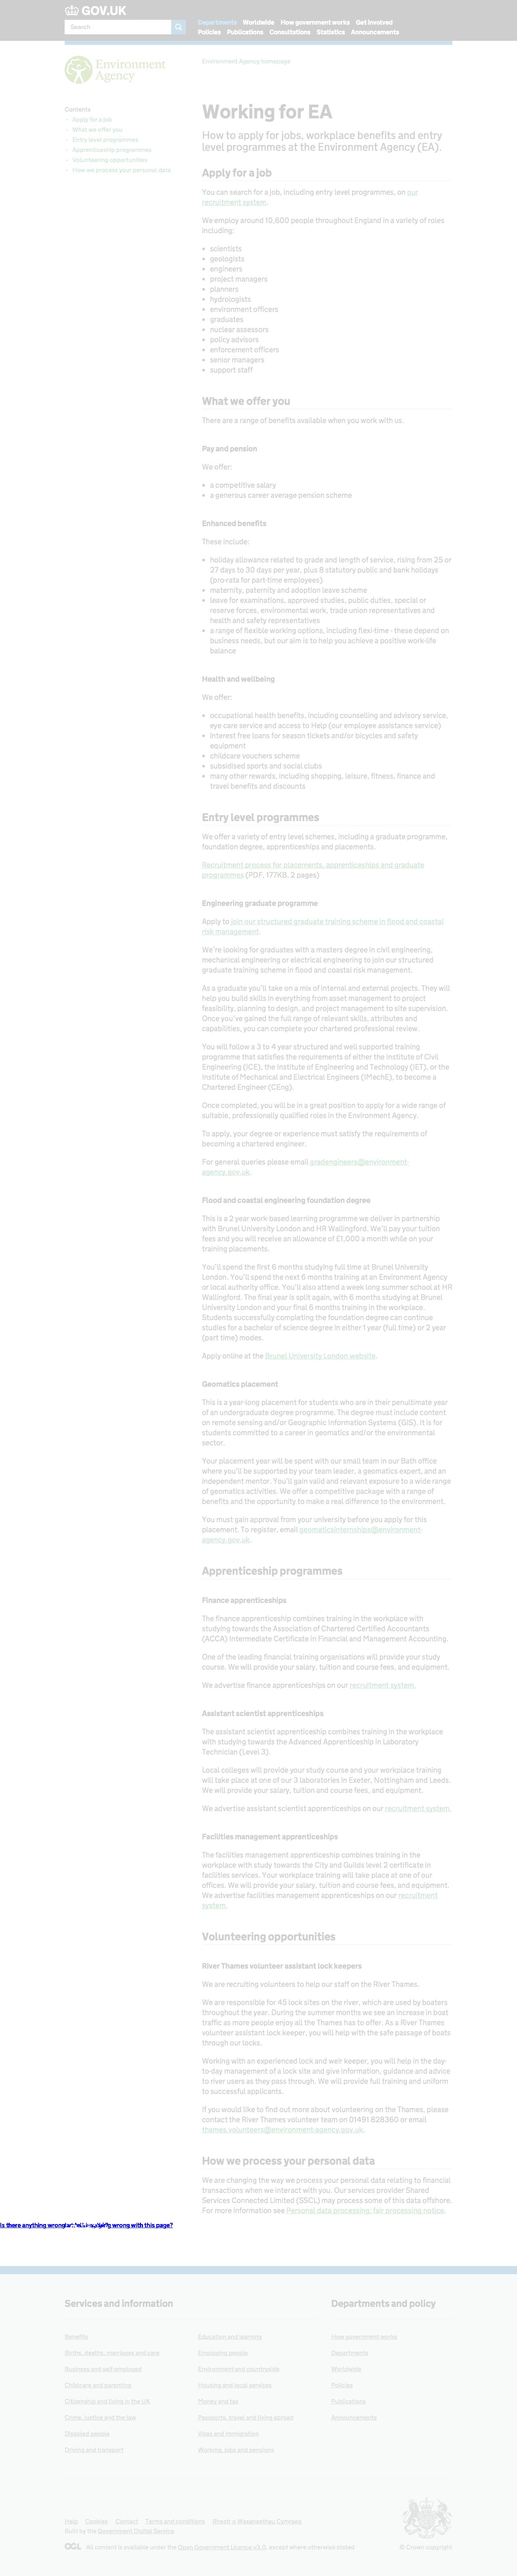 GOV.UK
Search
Departments Worldwide How government works Get involved
Policies Publications Consultations Statistics Announcements
Environment
Agency
Environment Agency homepage
Contents
Apply for a job
What we offer you
Entry level programmes
Apprenticeship programmes
Volunteering opportunities
How we process your personal data
Working for EA
How to apply for jobs, workplace benefits and entry
level programmes at the Environment Agency (EA).
Apply for a job
You can search for a job, including entry level programmes, on our
recruitment system.
We employ around 10,600 people throughout England in a variety of roles
including:
scientists
geologists
engineers
project managers
planners
hydrologists
environment officers
graduates
nuclear assessors
policy advisors
enforcement officers
senior managers
support staff
What we offer you
There are a range of benefits available when you work with us.
Pay and pension
We offer:
a competitive salary
a generous career average pension scheme
Enhanced benefits
These include:
holiday allowance related to grade and length of service, rising from 25 or
27 days to 30 days per year, plus 8 statutory public and bank holidays
(pro-rata for part-time employees)
maternity, paternity and adoption leave scheme
leave for examinations, approved studies, public duties, special or
reserve forces, environmental work, trade union representatives and
health and safety representatives
a range of flexible working options, including flexi-time - these depend on
business needs, but our aim is to help you achieve a positive work-life
balance
Health and wellbeing
We offer:
occupational health benefits, including counselling and advisory service,
eye care service and access to Help (our employee assistance service)
interest free loans for season tickets and/or bicycles and safety
equipment
childcare vouchers scheme
subsidised sports and social clubs
many other rewards, including shopping, leisure, fitness, finance and
travel benefits and discounts
Entry level programmes
We offer a variety of entry level schemes, including a graduate programme,
foundation degree, apprenticeships and placements.
Recruitment process for placements, apprenticeships and graduate
programmes (PDF, 177KB, 2 pages)
Engineering graduate programme
Apply to join our structured graduate training scheme in flood and coastal
risk management.
We're looking for graduates with a masters degree in civil engineering,
mechanical engineering or electrical engineering to join our structured
graduate training scheme in flood and coastal risk management.
As a graduate you'll take on a mix of internal and external projects. They will
help you build skills in everything from asset management to project
feasibility, planning to design, and project management to site supervision.
Once you've gained the full range of relevant skills, attributes and
capabilities, you can complete your chartered professional review.
You will follow a 3 to 4 year structured and well supported training
programme that satisfies the requirements of either the Institute of Civil
Engineering (ICE), the Institute of Engineering and Technology (IET), or the
Institute of Mechanical and Electrical Engineers (IMechE), to become a
Chartered Engineer (CEng).
Once completed, you will be in a great position to apply for a wide range of
suitable, professionally qualified roles in the Environment Agency.
To apply, your degree or experience must satisfy the requirements of
becoming a chartered engineer.
For general queries please email gradengineers@environment-
agency.gov.uk.
Flood and coastal engineering foundation degree
This is a 2 year work-based learning programme we deliver in partnership
with Brunel University London and HR Wallingford. We'll pay your tuition
fees and you will receive an allowance of £1,000 a month while on your
training placements.
You'll spend the first 6 months studying full time at Brunel University
London. You'll spend the next 6 months training at an Environment Agency
or local authority office. You'll also attend a week long summer school at HR
Wallingford. The final year is split again, with 6 months studying at Brunel
University London and your final 6 months training in the workplace.
Students successfully completing the foundation degree can continue
studies for a bachelor of science degree in either 1 year (full time) or 2 year
(part time) modes.
Apply online at the Brunel University London website.
Geomatics placement
This is a year-long placement for students who are in their penultimate year
of an undergraduate degree programme. The degree must include content
on remote sensing and/or Geographic Information Systems (GIS). It is for
students committed to a career in geomatics and/or the environmental
sector.
Your placement year will be spent with our small team in our Bath office
where you'll be supported by your team leader, a geomatics expert, and an
independent mentor. You'll gain valid and relevant exposure to a wide range
of geomatics activities. We offer a competitive package with a range of
benefits and the opportunity to make a real difference to the environment.
You must gain approval from your university before you apply for this
placement. To register, email geomaticsinternships@environment-
agency.gov.uk.
Apprenticeship programmes
Finance apprenticeships
The finance apprenticeship combines training in the workplace with
studying towards the Association of Chartered Certified Accountants
(ACCA) Intermediate Certificate in Financial and Management Accounting.
One of the leading financial training organisations will provide your study
course. We will provide your salary, tuition and course fees, and equipment.
We advertise finance apprenticeships on our recruitment system.
Assistant scientist apprenticeships
The assistant scientist apprenticeship combines training in the workplace
with studying towards the Advanced Apprenticeship in Laboratory
Technician (Level 3)
Local colleges will provide your study course and your workplace training
will take place at one of our 3 laboratories in Exeter, Nottingham and Leeds.
We will provide your salary, tuition and course fees, and equipment.
We advertise assistant scientist apprenticeships on our recruitment system.
Facilities management apprenticeships
The facilities management apprenticeship combines training in the
workplace with study towards the City and Guilds level 2 certificate in
facilities services. Your workplace training will take place at one of our
offices. We will provide your salary, tuition and course fees, and equipment.
We advertise facilities management apprenticeships on our recruitment
system.
Volunteering opportunities
River Thames volunteer assistant lock keepers
We are recruiting volunteers to help our staff on the River Thames.
We are responsible for 45 lock sites on the river, which are used by boaters
throughout the year. During the summer months we see an increase in boat
traffic as more people enjoy all the Thames has to offer. As a River Thames
volunteer assistant lock keeper, you will help with the safe passage of boats
through our locks.
Working with an experienced lock and weir keeper, you will help in the day-
to-day management of a lock site and give information, guidance and advice
to river users as they pass through. We will provide full training and uniform
to successful applicants.
If you would like to find out more about volunteering on the Thames, please
contact the River Thames volunteer team on 01491 828360 or email
thames.volunteers@environment-agency.gov.uk.
How we process your personal data
We are changing the way we process your personal data relating to financial
transactions when we interact with you. Our services provider Shared
Services Connected Limited (SSCL) may process some of this data offshore.
For more information see Personal data processing: fair processing notice.
Is there anything wrong wrong with this page?
Services and information
Departments and policy
Benefits
Births, deaths, marriages and care
Business and self-employed
Childcare and parenting
Citizenship and living in the UK
Crime, justice and the law
Disabled people
Driving and transport
Education and learning
Employing people
Environment and countryside
Housing and local services
Money and tax
Passports, travel and living abroad
Visas and immigration
Working, jobs and pensions
How government works
Departments
Worldwide
Policies
Publications
Announcements
Help Cookies Contact Terms and conditions Rhestr o Wasanaethau Cymraeg
Built by the Government Digital Service
OGL All content is available under the Open Government Licence v3.0, except where otherwise stated
© Crown copyright